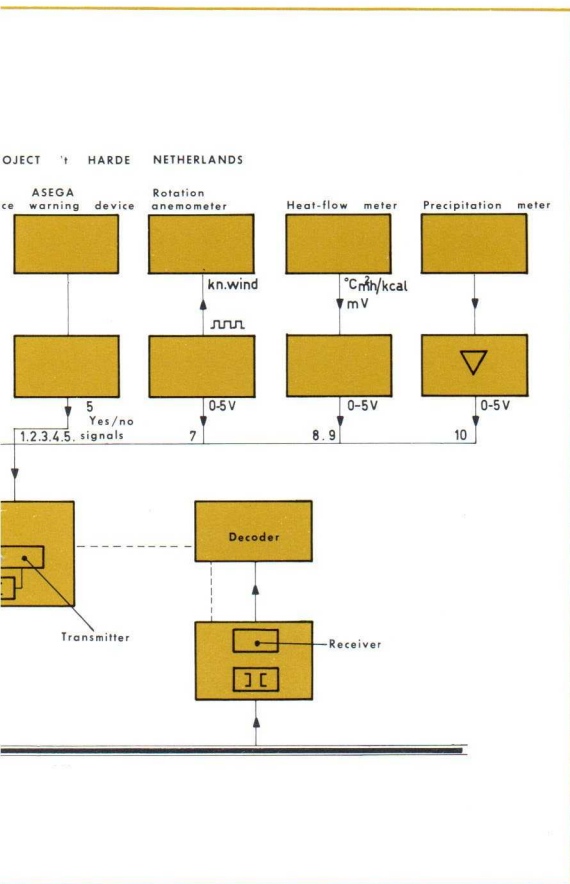 OJECT 't HARDE NETHERLANDS
ASEGA
ce warning device
Rotation
anemometer
Heat-flow meter
Precipitation meter
kn.wind
°Cm²h/kcal
mV
5
Yes/no
1.2.3.4.5. signals
0-5V
7
0-5V
8.9
0-5V
10
Decoder
Transmitter
Receiver